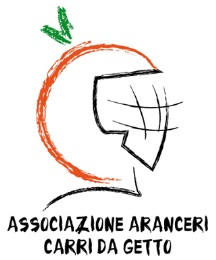 ASSOCIAZIONE ARANCERI
CARRI DA GETTO